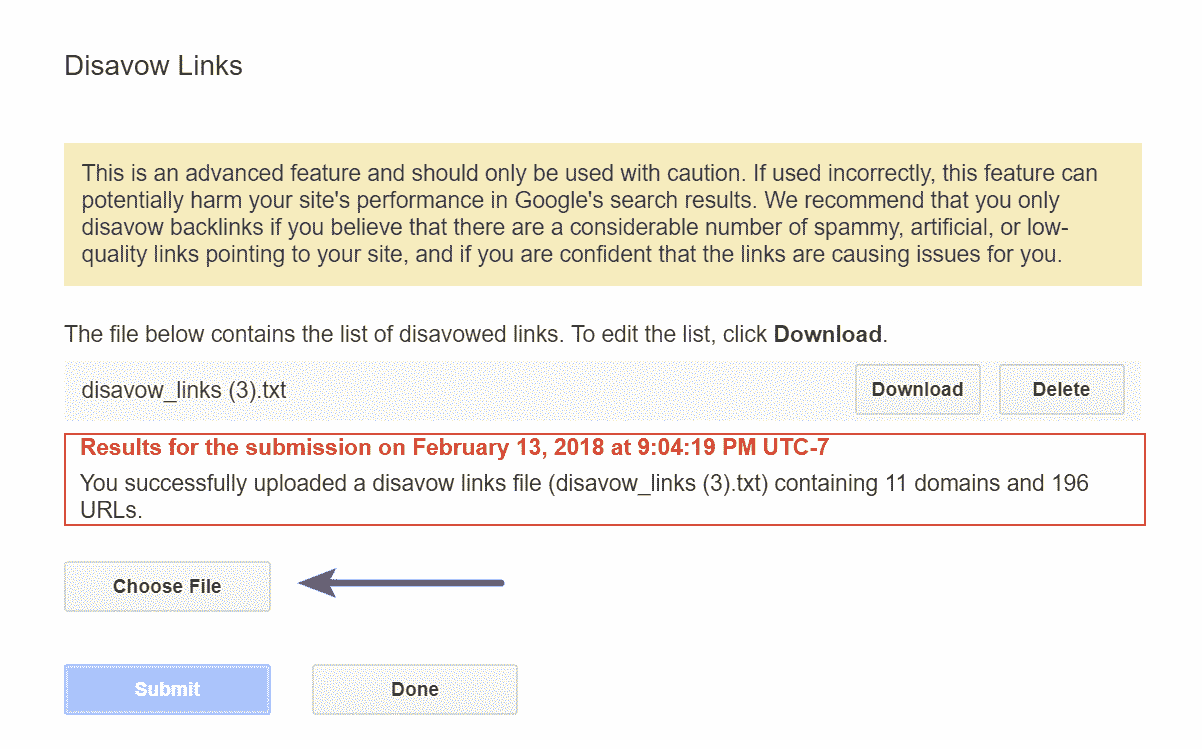 Disavow Links
This is an advanced feature and should only be used with caution. If used incorrectly, this feature can
potentially harm your site's performance in Google's search results. We recommend that you only
disavow backlinks if you believe that there are a considerable number of spammy, artificial, or low-
quality links pointing to your site, and if you are confident that the links are causing issues for you.
The file below contains the list of disavowed links. To edit the list, click Download.
disavow_links (3).txt Download Delete
Results for the submission on February 13, 2018 at 9:04:19 PM UTC-7
You successfully uploaded a disavow links file (disavow_links (3).txt) containing 11 domains and 196
URLs.
Choose File
Submit Done